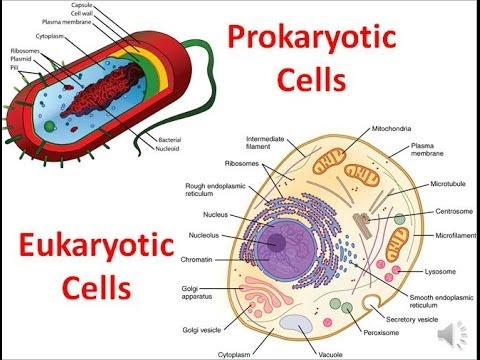 Capsule
Cell wall
Plasma membrane
Cytoplasm
Ribosomes
Plasmid
Pili
Bacterial
Nucleoid
Prokaryotic
Cells
Eukaryotic
Cells
Intermediate
filament
Ribosomes
Rough endoplasmic
reticulum
Nucleus
Nucleolus
Chromatin
Golgi
apparatus
Golgi vesicle
Cytoplasm
Mitochondria
Plasma
membrane
Microtubule
Centrosome
Microfilament
Lysosome
Smooth endoplasmic
reticulum
Secretory vesicle
Peroxisome
Vacuole